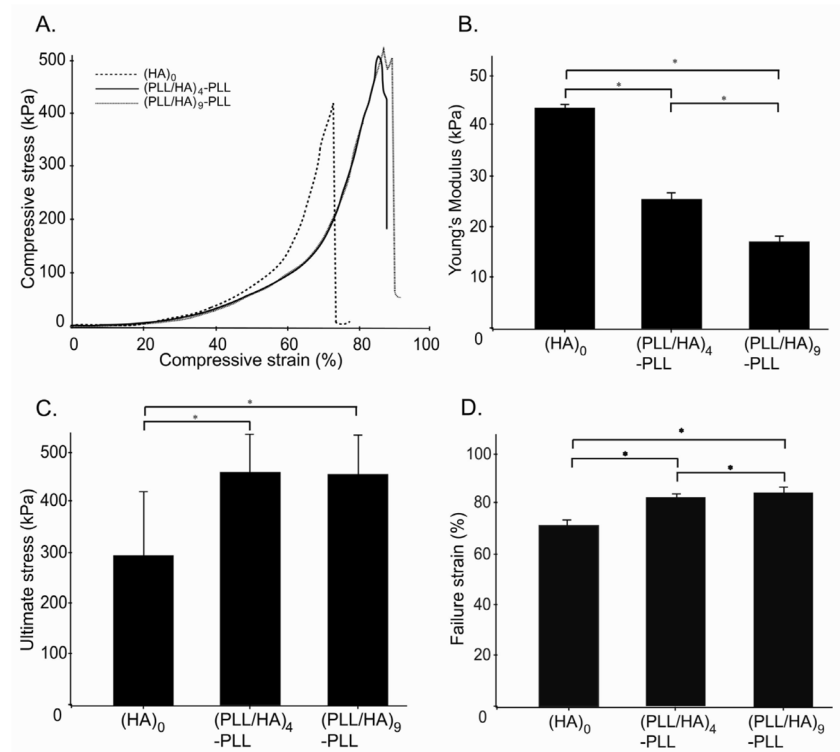 A.
Compressive stress (kPa)
500
400
300
200
100
0
(HA)0
(PLL/HA)4-PLL
(PLL/HA)9-PLL
0 20 40 60 80 100
Compressive strain (%)
B.
Young's Modulus (kPa)
50
40
30
20
10
0
*
*
*
(HA)0 (PLL/HA)4 (PLL/HA)9
-PLL -PLL
C.
Ultimate stress (kPa)
500
400
300
200
100
0
*
*
(HA)0 (PLL/HA)4 (PLL/HA)9
-PLL -PLL
D.
Failure strain (%)
100
80
60
40
20
0
*
*
*
(HA)0 (PLL/HA)4 (PLL/HA)9
-PLL -PLL